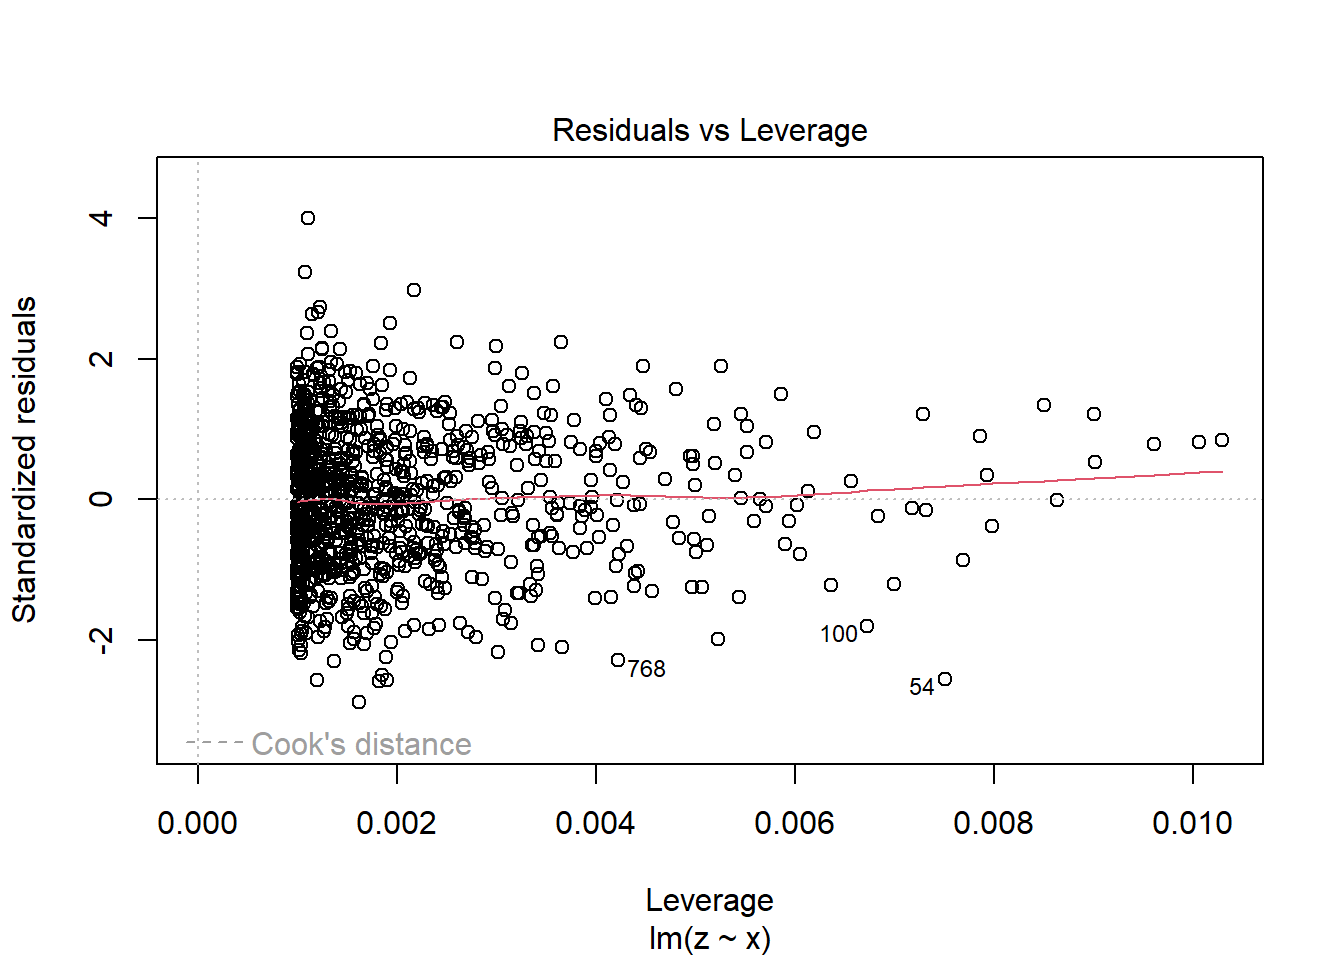 Residuals vs Leverage
Standardized residuals
4
2
0
-2
100
768
54
Cook's distance
0.000 0.002 0.004 0.006 0.008 0.010
Leverage
lm(z ~ x)